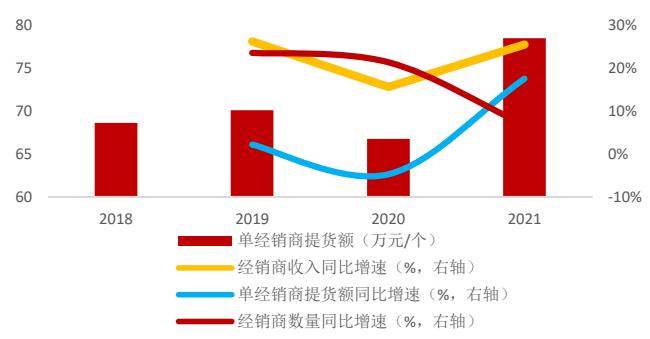 80 30%
75 20%
70 10%
65 0%
60 -10%
2018 2019 2020 2021
单经销商提货额（万元/个）
经销商收入同比增速（%，右轴）
单经销商提货额同比增速（%，右轴）
经销商数量同比增速（%，右轴）